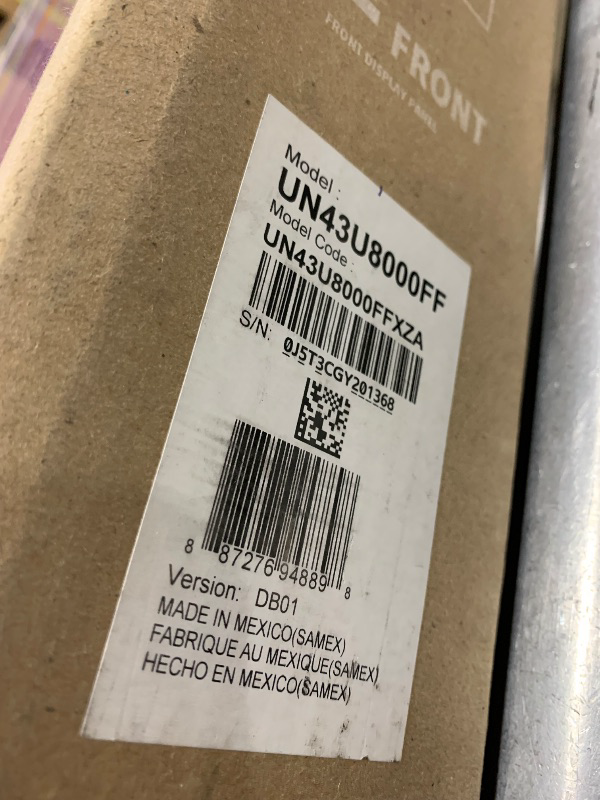 FRONT
FRONT DISPLAY PANEL
Model :
UN43U8000FF
Model Code :
UN43U8000FFXZA
S/N: 0J5T3CGY201368
8 87276 94889 8
Version: DB01
MADE IN MEXICO(SAMEX)
FABRIQUE AU MEXIQUE(SAMEX)
HECHO EN MEXICO(SAMEX)